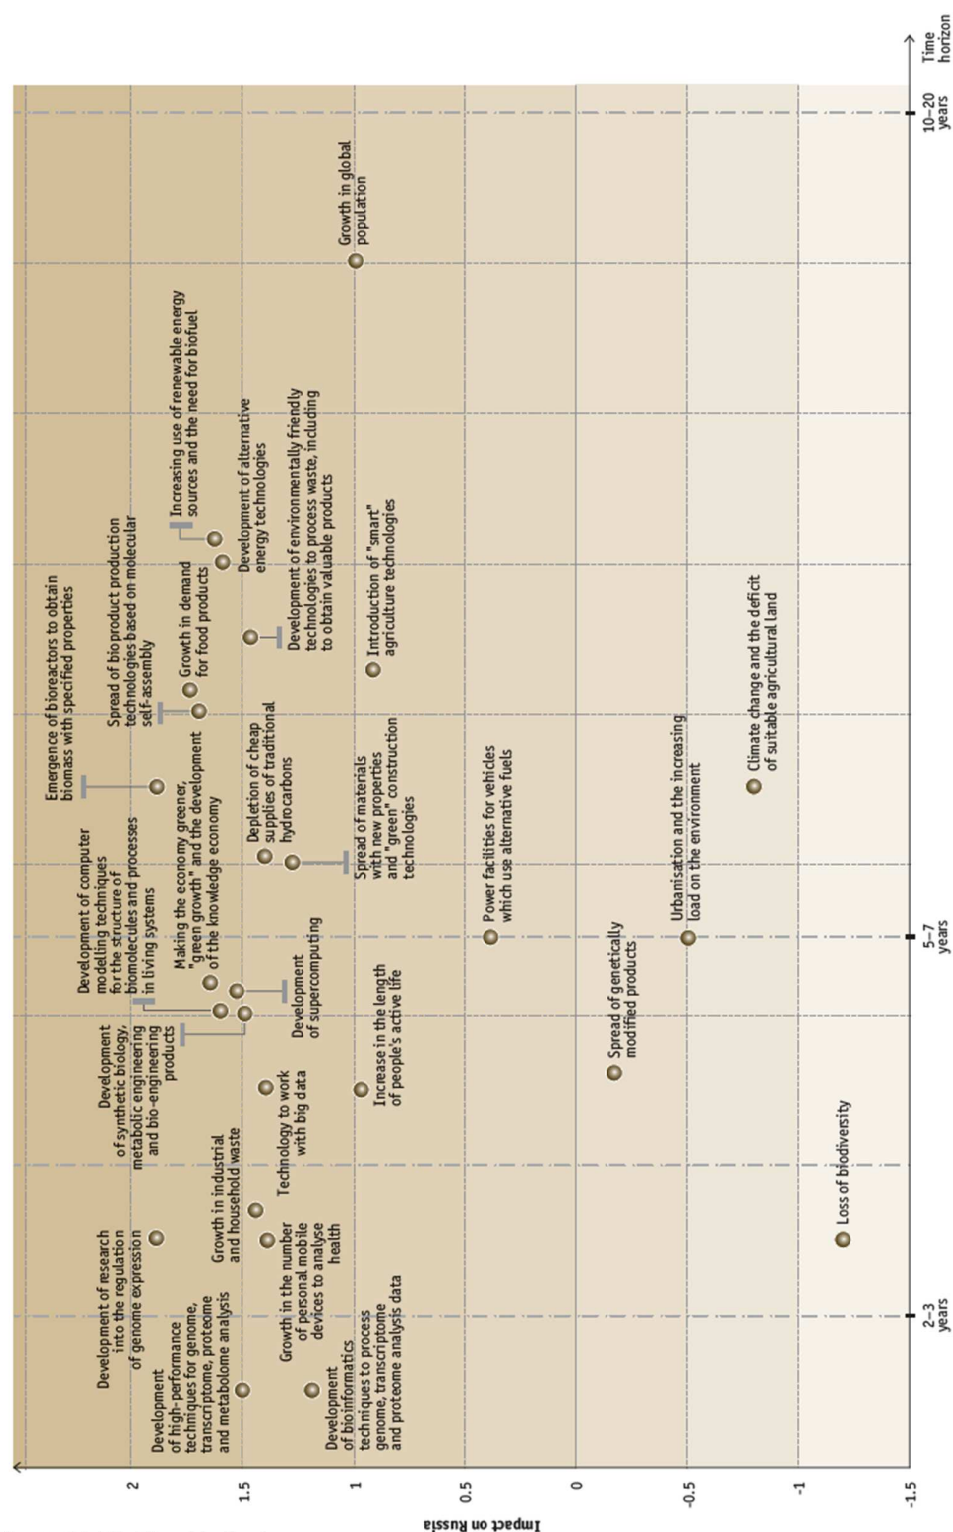 Impact on Russia
2
1.5
1
0.5
0
-0.5
-1
-1.5
2–3
years
5–7
years
10–20
years
Time
horizon
Development of research
into the regulation
of genome expression
Development
of high-performance
techniques for genome,
transcriptome, proteome
and metabolome analysis
Growth in industrial
and household waste
Growth in the number
of personal mobile
devices to analyse
health
Development
of bioinformatics
techniques to process
genome, transcriptome
and proteome analysis data
Technology to work
with big data
Development
of synthetic biology,
metabolic engineering
and bio-engineering
products
Development of computer
modelling techniques
for the structure of
biomolecules and processes
in living systems
Making the economy greener,
"green growth" and the development
of the knowledge economy
Development
of supercomputing
Increase in the length
of people's active life
Emergence of bioreactors to obtain
biomass with specified properties
Spread of bioproduct production
technologies based on molecular
self-assembly
Growth in demand
for food products
Depletion of cheap
supplies of traditional
hydrocarbons
Spread of materials
with new properties
and "green" construction
technologies
Increasing use of renewable energy
sources and the need for biofuel
Development of alternative
energy technologies
Development of environmentally friendly
technologies to process waste, including
to obtain valuable products
Introduction of "smart"
agriculture technologies
Growth in global
population
Power facilities for vehicles
which use alternative fuels
Spread of genetically
modified products
Urbanisation and the increasing
load on the environment
Climate change and the deficit
of suitable agricultural land
Loss of biodiversity